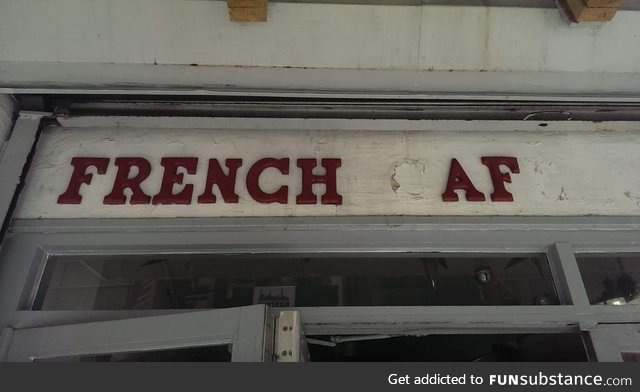 FRENCH AF
Get addicted to FUNsubstance.com